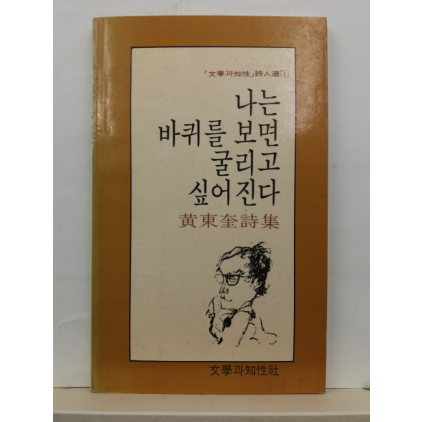 「文學과知性」詩人選 1
나는
바퀴를 보면
굴리고
싶어진다
黃東奎詩集
文學과知性社